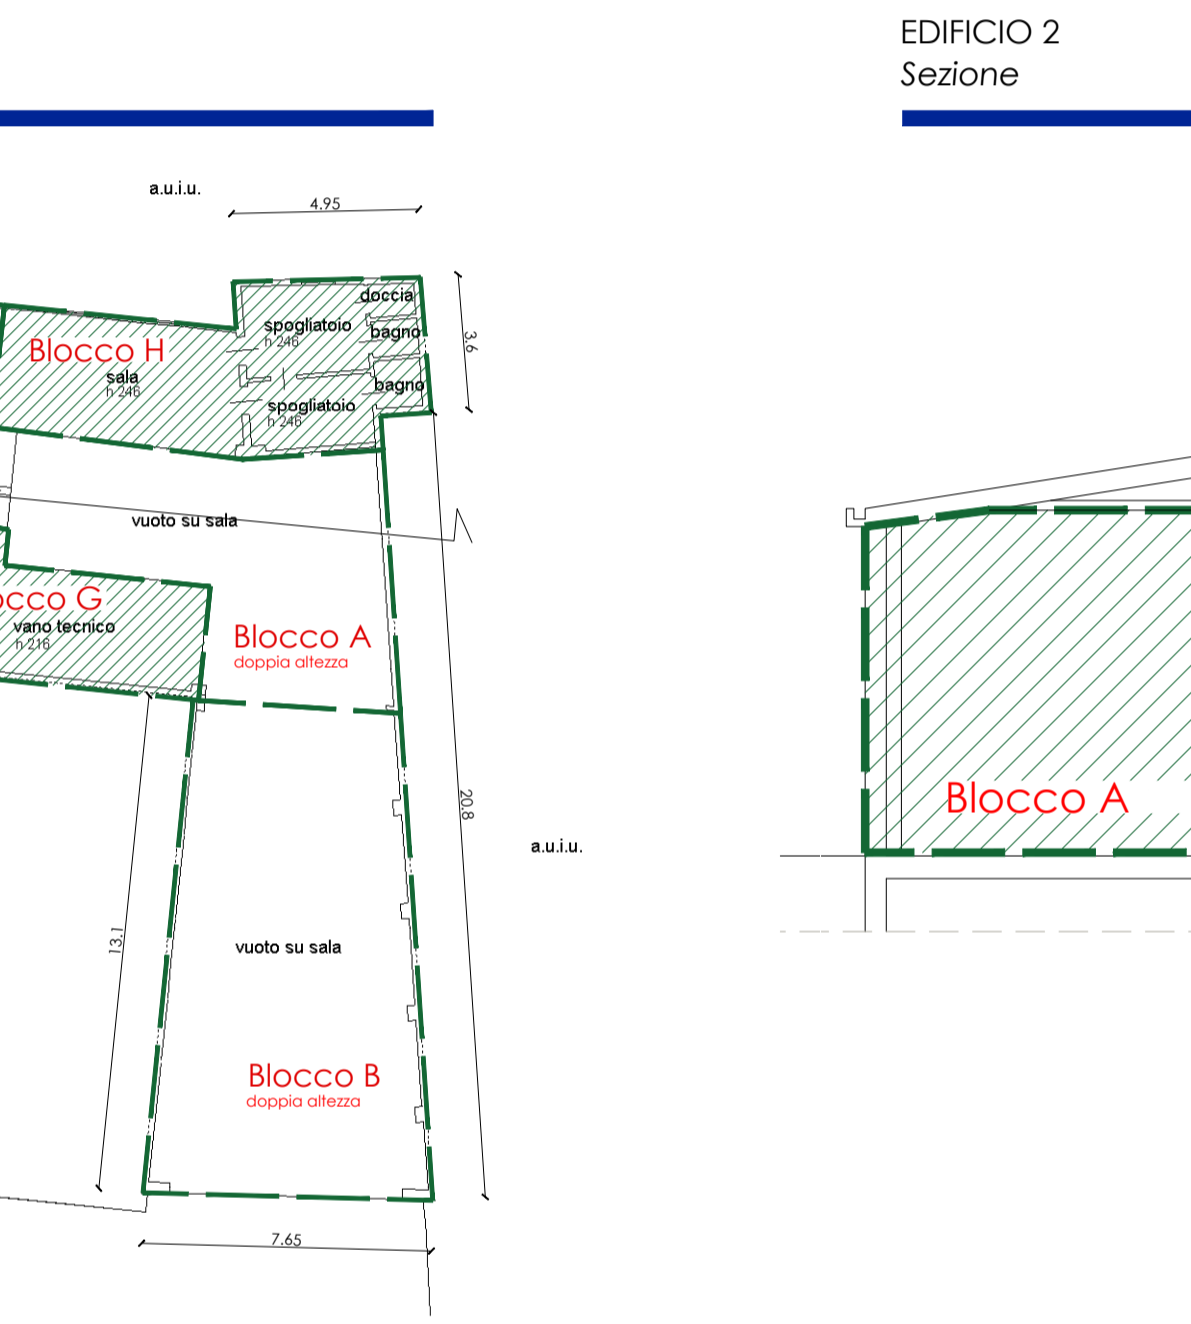 EDIFICIO 2
Sezione
a.u.i.u.
4.95
doccia
spogliatoio
h 246
bagno
3.6
Blocco H
sala
h 246
bagno
spogliatoio
h 246
vuoto su sala
occo G
vano tecnico
h 216
Blocco A
doppia altezza
Blocco A
20.8
a.u.i.u.
13.1
vuoto su sala
Blocco B
doppia altezza
7.65